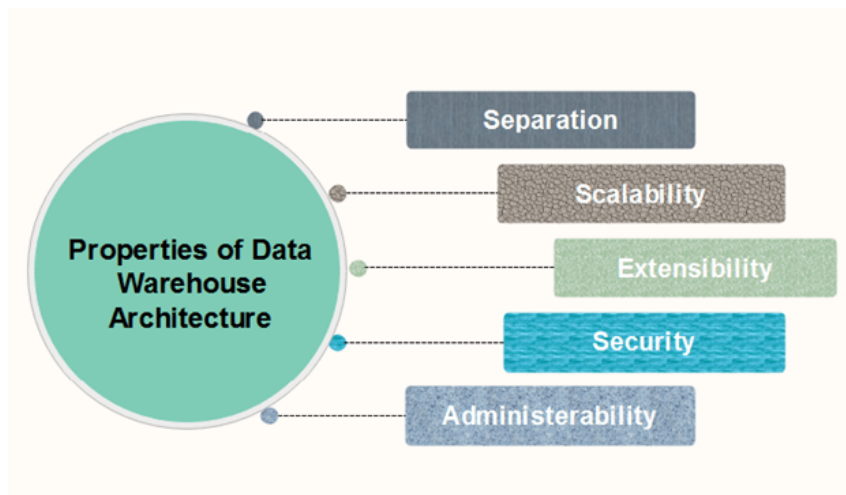 Separation
Scalability
Properties of Data
Warehouse
Architecture
Extensibility
Security
Administerability